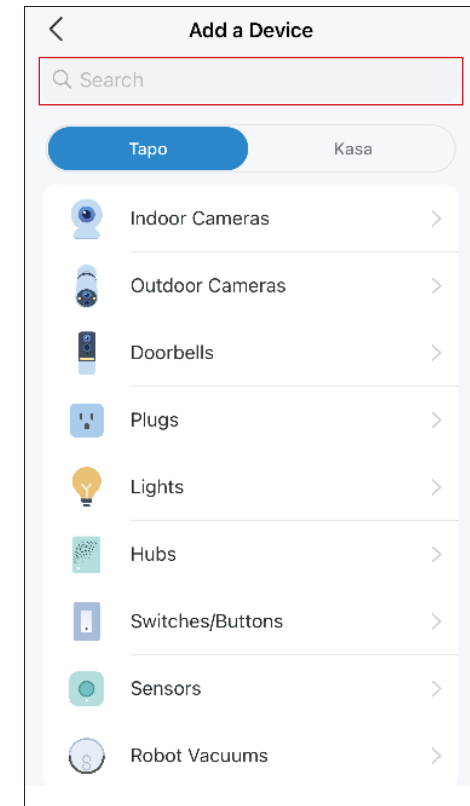 Add a Device
Search
Tapo Kasa
Indoor Cameras
Outdoor Cameras
Doorbells
Plugs
Lights
Hubs
Switches/Buttons
Sensors
Robot Vacuums